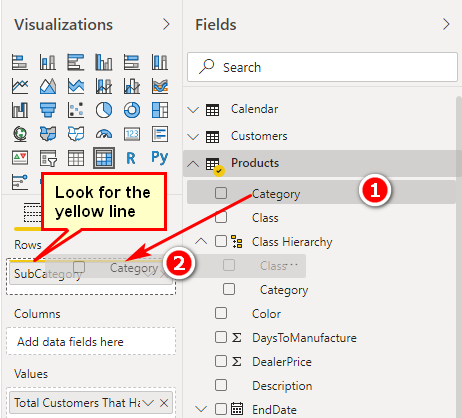 Visualizations
R Py
Look for the
yellow line
Rows
SubCategory
Category
2
Columns
Add data fields here
Values
Total Customers That Ha
Fields
Search
Calendar
Customers
Products
Category
1
Class
Class Hierarchy
Class
Category
Color
DaysToManufacture
DealerPrice
Description
EndDate